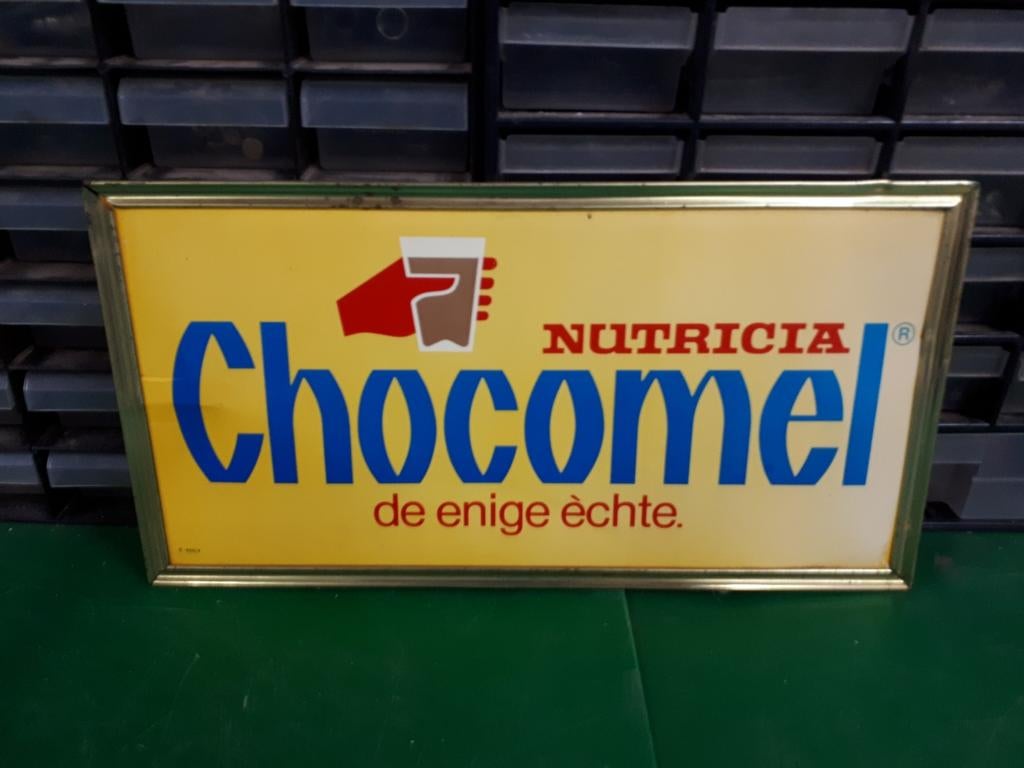 NUTRICIA
Chocomel®
de enige èchte.